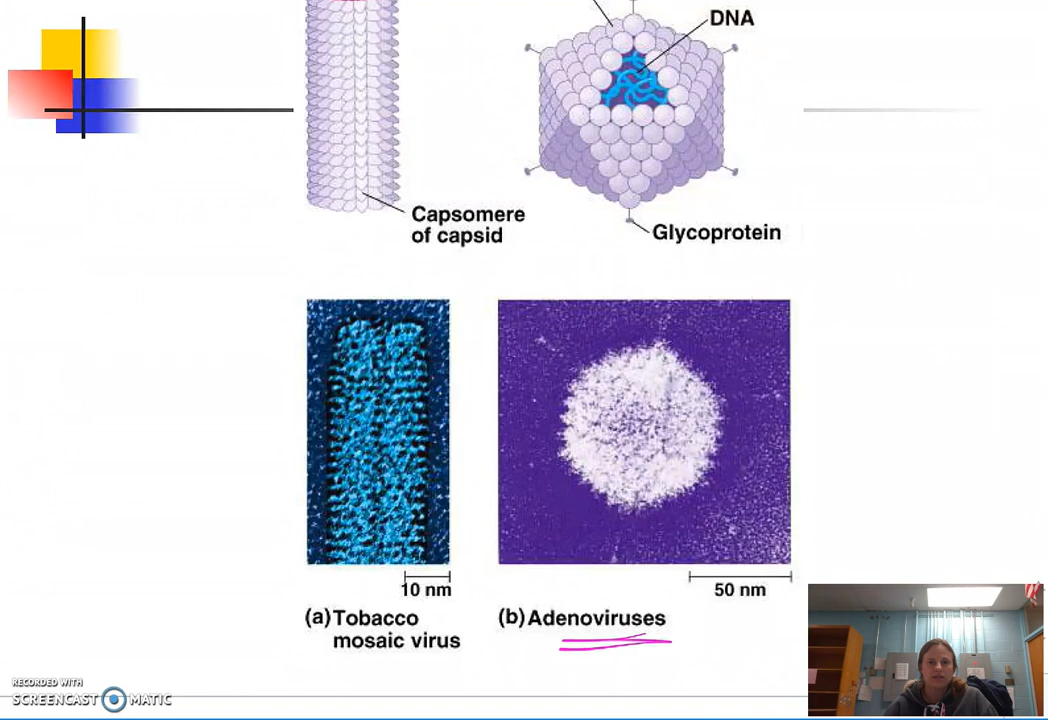 DNA
Capsomere
of capsid
Glycoprotein
10 nm
50 nm
(a) Tobacco
mosaic virus
(b) Adenoviruses
RECORDED WITH
SCREENCAST MATIC